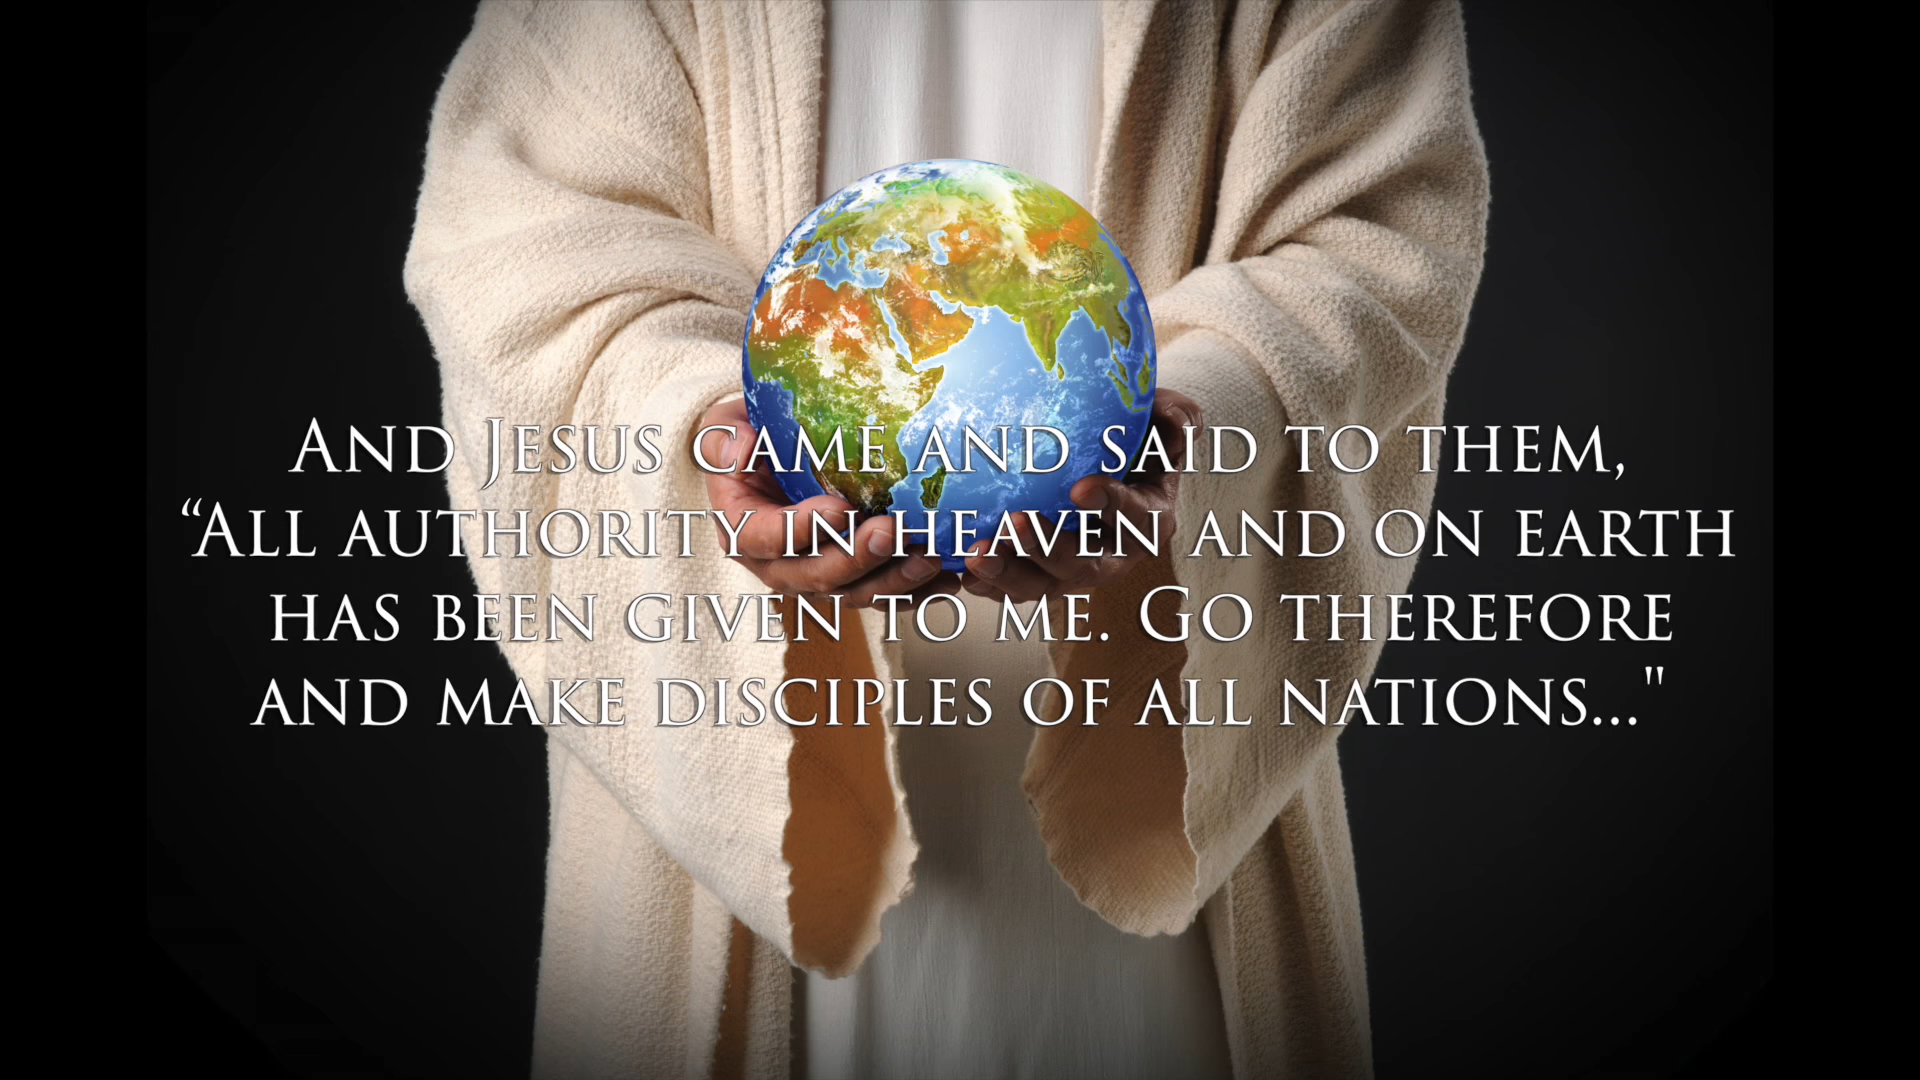 And Jesus came and said to them,
“All authority in heaven and on earth
has been given to me. Go therefore
and make disciples of all nations..."